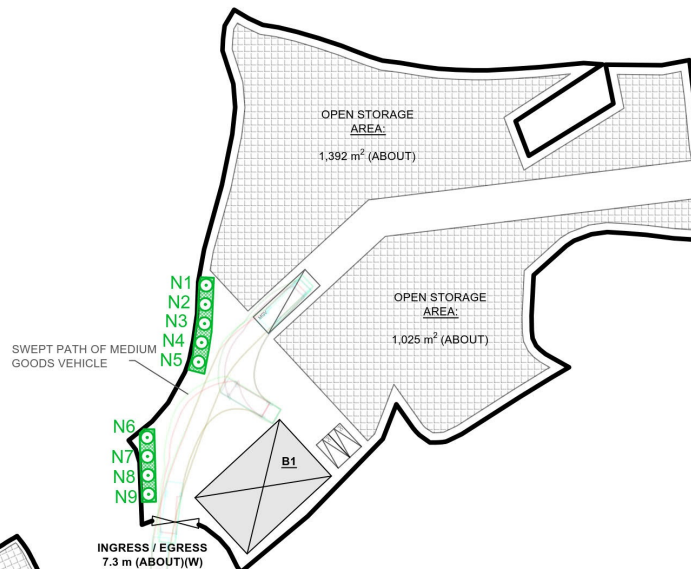 OPEN STORAGE
AREA:
1,392 m² (ABOUT)
N1
N2
N3
N4
N5
OPEN STORAGE
AREA:
1,025 m² (ABOUT)
SWEPT PATH OF MEDIUM
GOODS VEHICLE
N6
N7
N8
N9
B1
INGRESS / EGRESS
7.3 m (ABOUT)(W)